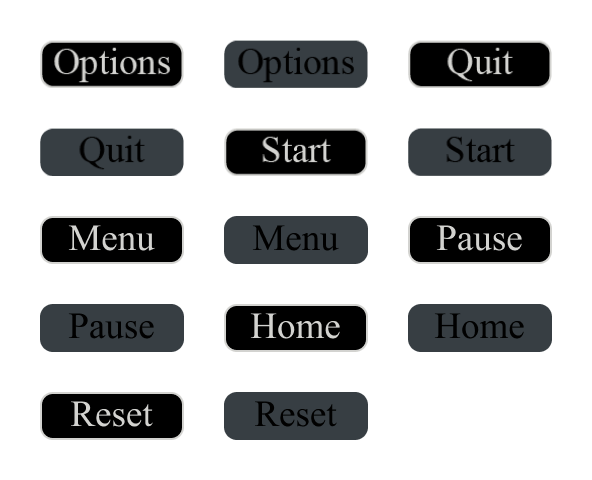 Options Options Quit
Quit Start Start
Menu Menu Pause
Pause Home Home
Reset Reset